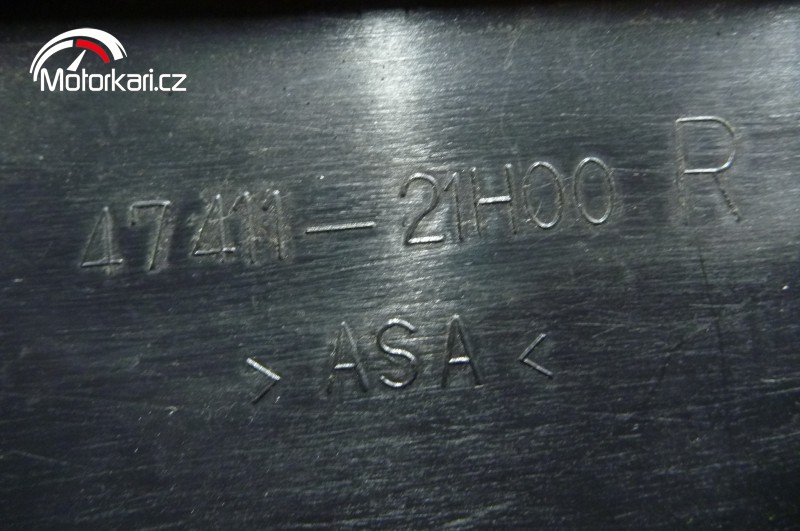 Motorkari.cz
47411-21H00 R
>ASA<